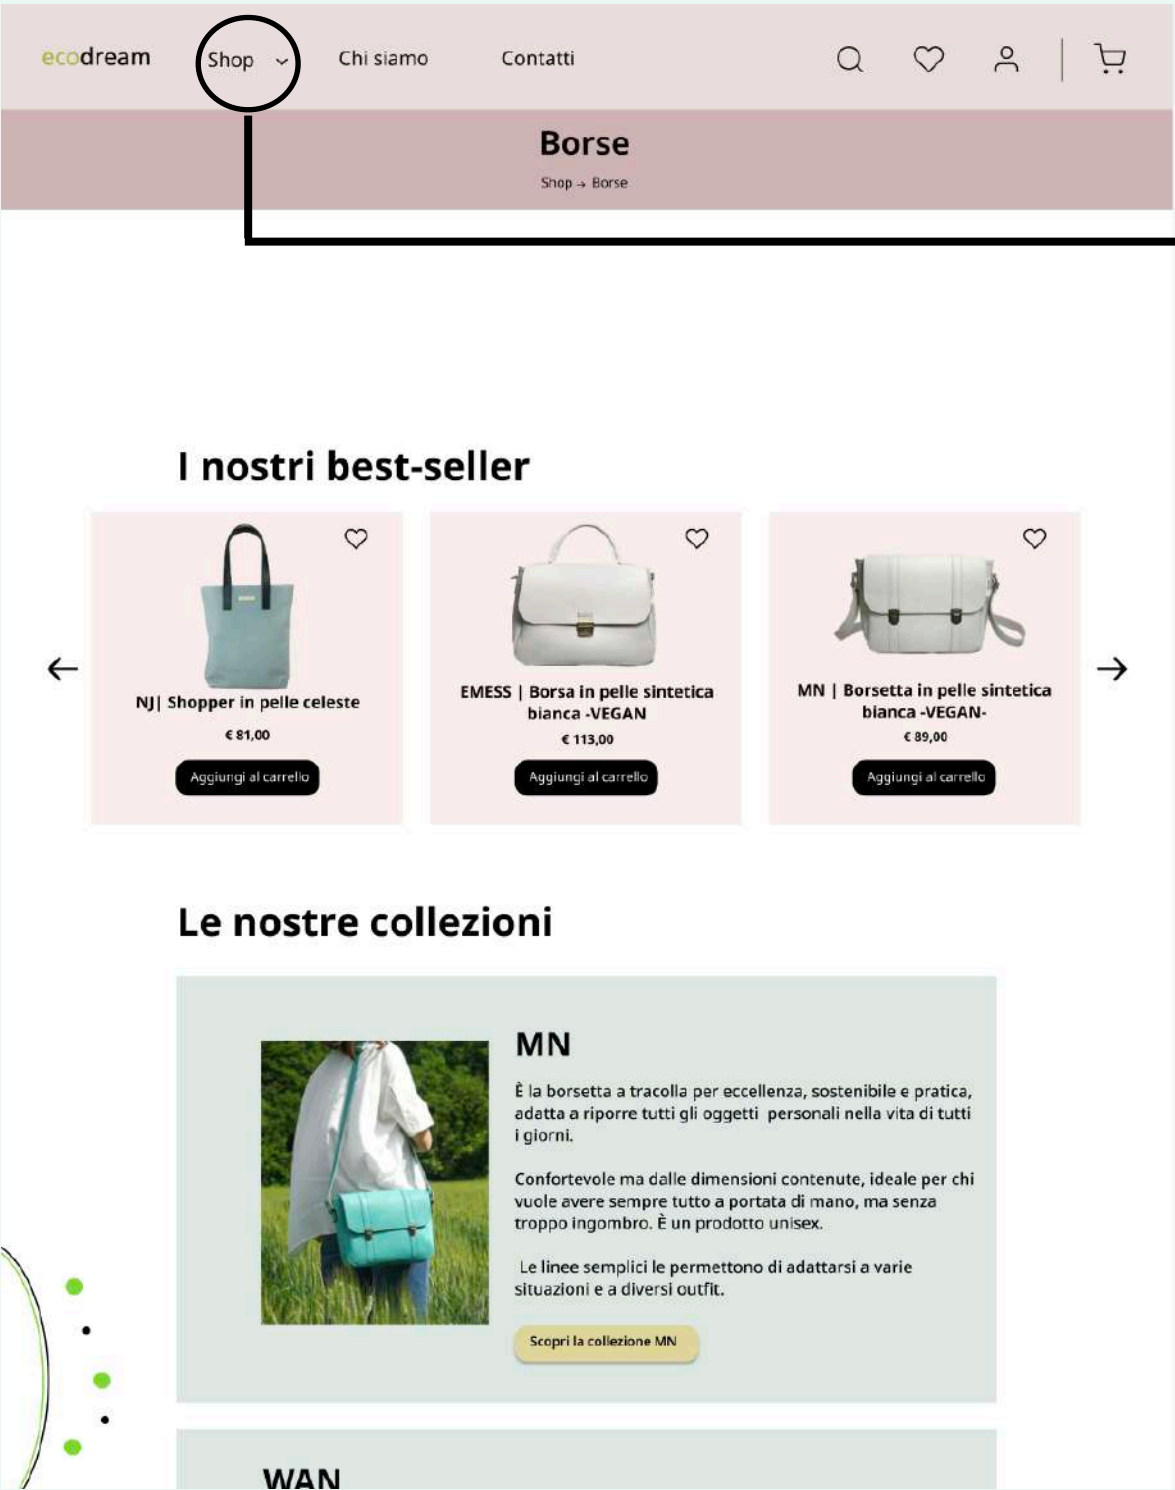 ecodream Shop Chi siamo Contatti
Borse
Shop → Borse
I nostri best-seller
NJ| Shopper in pelle celeste
€ 81,00
Aggiungi al carrello
EMESS | Borsa in pelle sintetica
bianca -VEGAN
€ 113,00
Aggiungi al carrello
MN | Borsetta in pelle sintetica
bianca -VEGAN-
€ 89,00
Aggiungi al carrello
Le nostre collezioni
MN
È la borsetta a tracolla per eccellenza, sostenibile e pratica,
adatta a riporre tutti gli oggetti personali nella vita di tutti
i giorni.
Confortevole ma dalle dimensioni contenute, ideale per chi
vuole avere sempre tutto a portata di mano, ma senza
troppo ingombro. È un prodotto unisex.
Le linee semplici le permettono di adattarsi a varie
situazioni e a diversi outfit.
Scopri la collezione MN
WAN